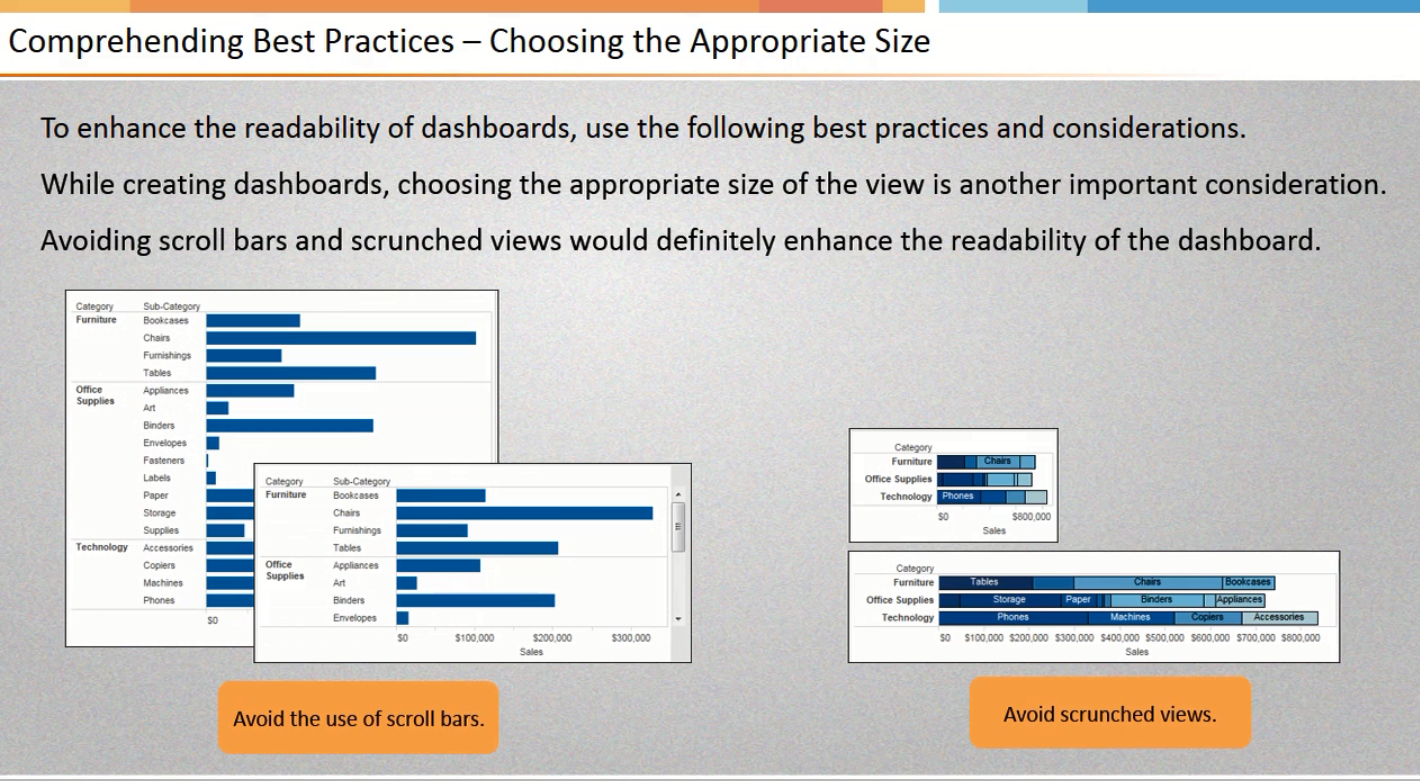 Comprehending Best Practices – Choosing the Appropriate Size
To enhance the readability of dashboards, use the following best practices and considerations.
While creating dashboards, choosing the appropriate size of the view is another important consideration.
Avoiding scroll bars and scrunched views would definitely enhance the readability of the dashboard.
Category Sub-Category
Furniture Bookcases
Chairs
Furnishings
Tables
Office Supplies Appliances
Art
Binders
Envelopes
Fasteners
Labels
Paper
Storage
Supplies
Technology Accessories
Copiers
Machines
Phones
$0
Category Sub-Category
Furniture Bookcases
Chairs
Furnishings
Tables
Office Supplies Appliances
Art
Binders
Envelopes
$0 $100,000 $200,000 $300,000
Sales
Avoid the use of scroll bars.
Category
Furniture Chairs
Office Supplies
Technology Phones
$0 $800,000
Sales
Category
Furniture Tables Chairs Bookcases
Office Supplies Storage Paper Binders Appliances
Technology Phones Machines Copiers Accessories
$0 $100,000 $200,000 $300,000 $400,000 $500,000 $600,000 $700,000 $800,000
Sales
Avoid scrunched views.